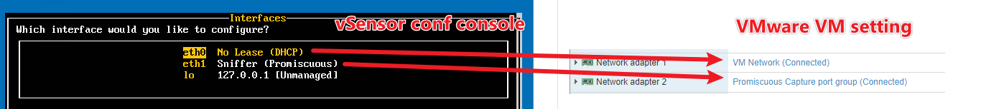 Interfaces
Which interface would you like to configure?
eth0 No Lease (DHCP)
eth1 Sniffer (Promiscuous)
lo 127.0.0.1 [Unmanaged]
vSensor conf console
VMware VM setting
Network adapter 1 VM Network (Connected)
Network adapter 2 Promiscuous Capture port group (Connected)